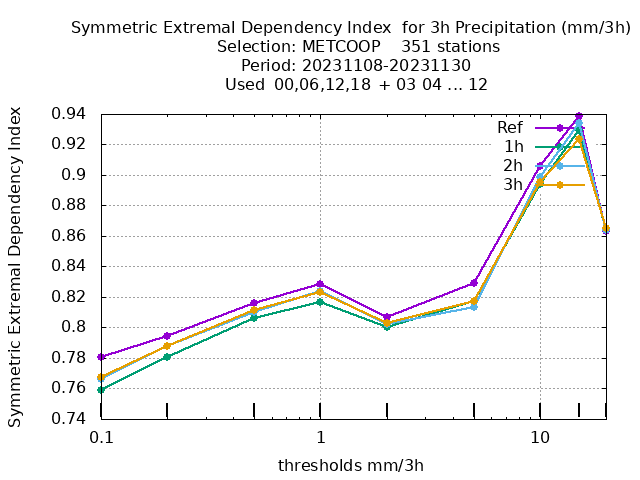 Symmetric Extremal Dependency Index  for 3h Precipitation (mm/3h)
Selection: METCOOP    351 stations
Period: 20231108-20231130
Used  00,06,12,18  + 03 04 ... 12
Symmetric Extremal Dependency Index
0.94
0.92
0.9
0.88
0.86
0.84
0.82
0.8
0.78
0.76
0.74
Ref
1h
2h
3h
0.1
1
10
thresholds mm/3h